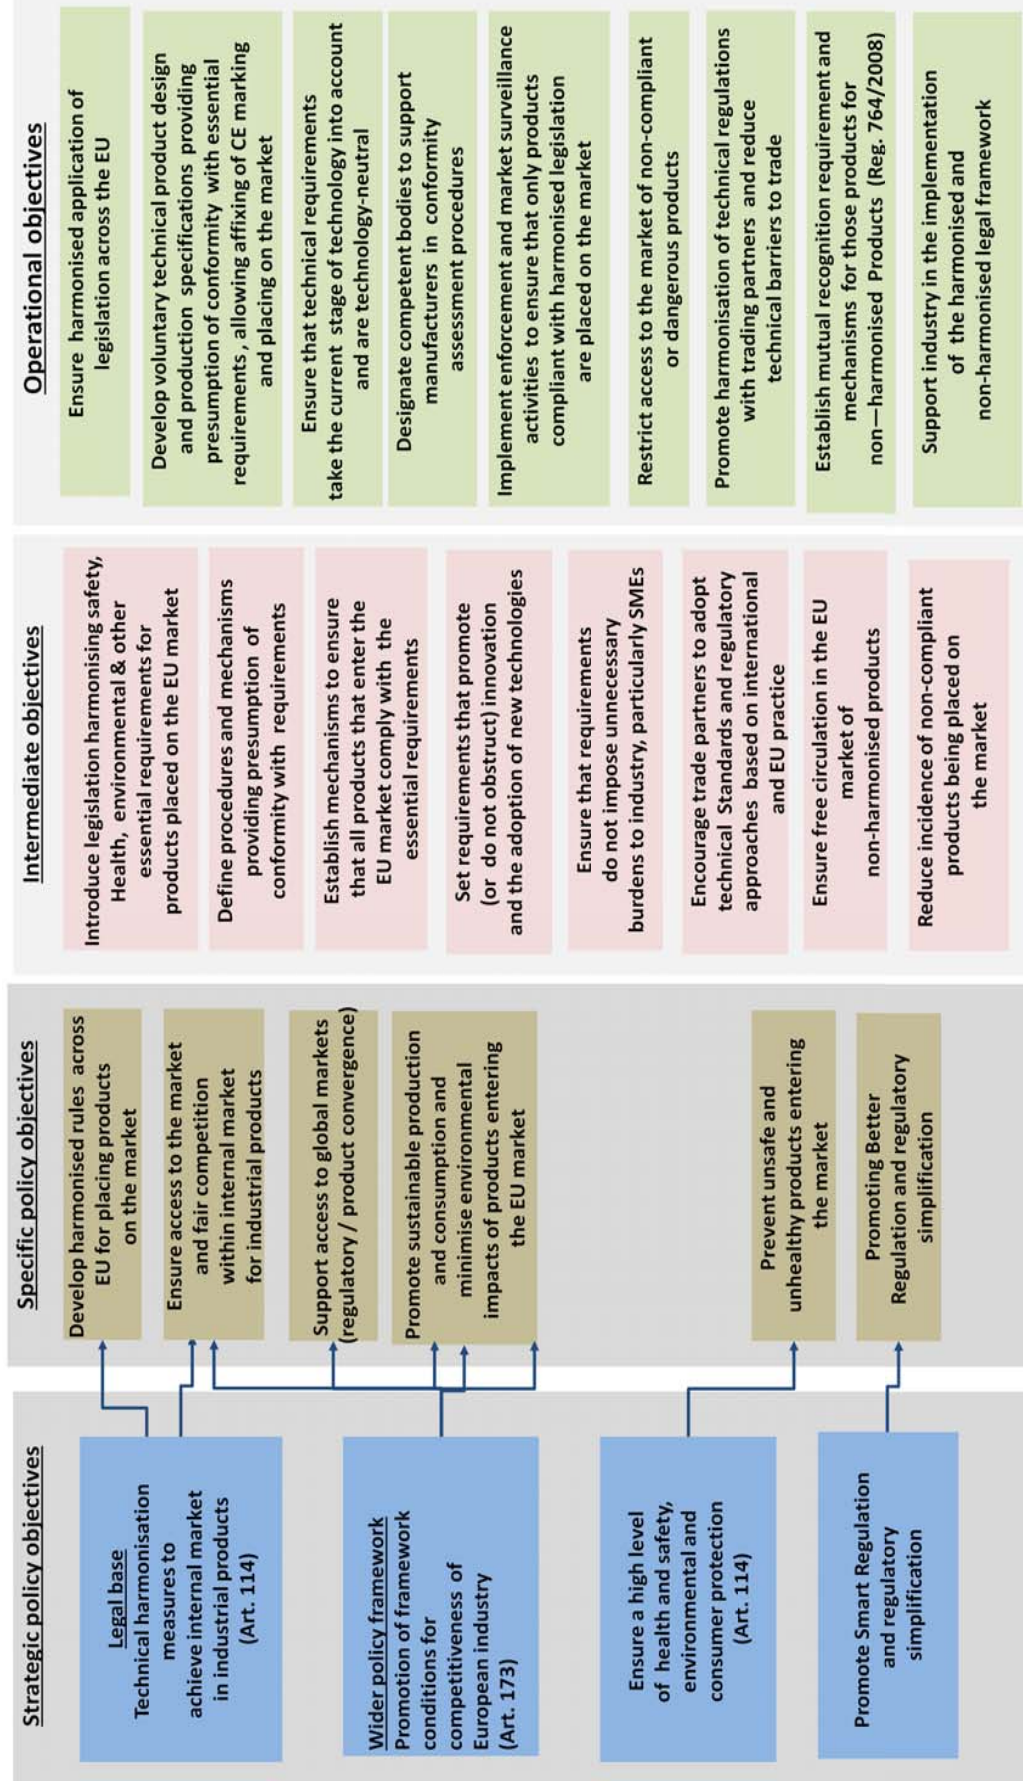 Strategic policy objectives
Legal base
Technical harmonisation
measures to
achieve internal market
in industrial products
(Art. 114)
Wider policy framework
Promotion of framework
conditions for
competitiveness of
European industry
(Art. 173)
Ensure a high level
of health and safety,
environmental and
consumer protection
(Art. 114)
Promote Smart Regulation
and regulatory
simplification
Specific policy objectives
Develop harmonised rules across
EU for placing products
on the market
Ensure access to the market
and fair competition
within internal market
for industrial products
Support access to global markets
(regulatory / product convergence)
Promote sustainable production
and consumption and
minimise environmental
impacts of products entering
the EU market
Prevent unsafe and
unhealthy products entering
the market
Promoting Better
Regulation and regulatory
simplification
Intermediate objectives
Introduce legislation harmonising safety,
Health, environmental & other
essential requirements for
products placed on the EU market
Define procedures and mechanisms
providing presumption of
conformity with requirements
Establish mechanisms to ensure
that all products that enter the
EU market comply with the
essential requirements
Set requirements that promote
(or do not obstruct) innovation
and the adoption of new technologies
Ensure that requirements
do not impose unnecessary
burdens to industry, particularly SMEs
Encourage trade partners to adopt
technical Standards and regulatory
approaches based on international
and EU practice
Ensure free circulation in the EU
market of
non-harmonised products
Reduce incidence of non-compliant
products being placed on
the market
Operational objectives
Ensure harmonised application of
legislation across the EU
Develop voluntary technical product design
and production specifications providing
presumption of conformity with essential
requirements, allowing affixing of CE marking
and placing on the market
Ensure that technical requirements
take the current stage of technology into account
and are technology-neutral
Designate competent bodies to support
manufacturers in conformity
assessment procedures
Implement enforcement and market surveillance
activities to ensure that only products
compliant with harmonised legislation
are placed on the market
Restrict access to the market of non-compliant
or dangerous products
Promote harmonisation of technical regulations
with trading partners and reduce
technical barriers to trade
Establish mutual recognition requirement and
mechanisms for those products for
non—harmonised Products (Reg. 764/2008)
Support industry in the implementation
of the harmonised and
non-harmonised legal framework